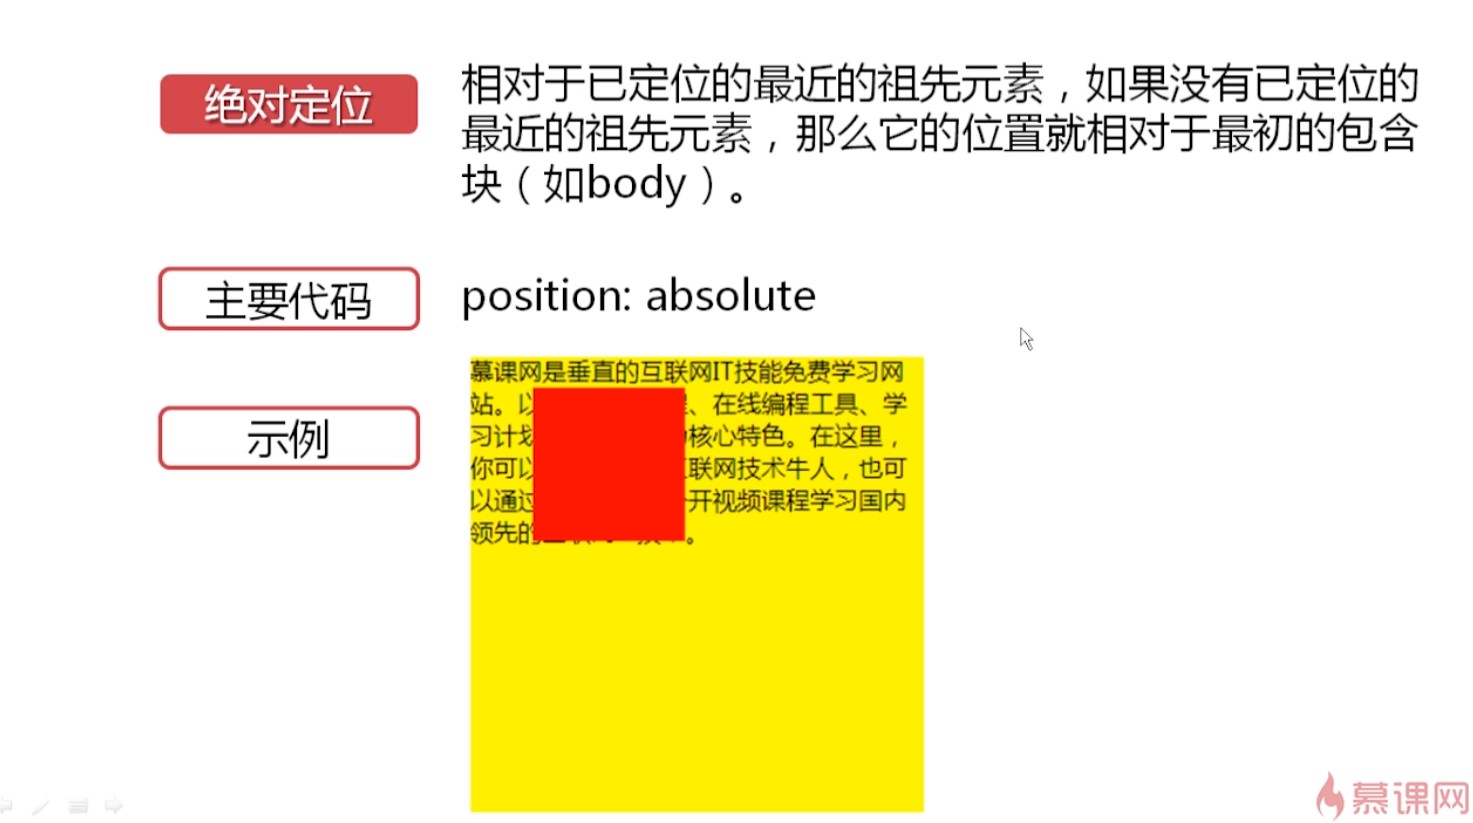 绝对定位
相对于已定位的最近的祖先元素，如果没有已定位的
最近的祖先元素，那么它的位置就相对于最初的包含
块（如body）。
主要代码
position: absolute
示例
慕课网是垂直的互联网IT技能免费学习网
站。以 、在线编程工具、学
习计划 核心特色。在这里，
你可以 互联网技术牛人，也可
以通过 开视频课程学习国内
领先的 。
慕课网